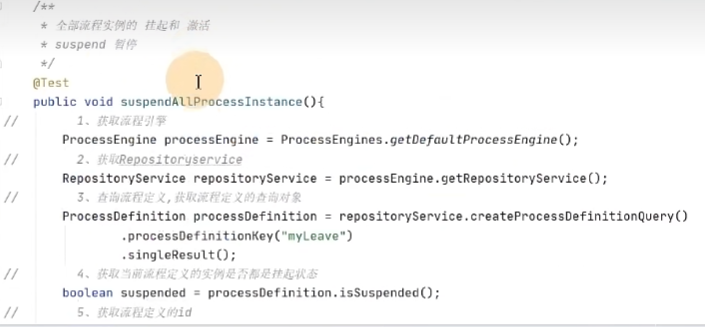 /**
* 全部流程实例的 挂起和 激活
* suspend 暂停
*/
@Test
public void suspendAllProcessInstance(){
// 1、获取流程引擎
ProcessEngine processEngine = ProcessEngines.getDefaultProcessEngine();
// 2、获取Repositoryservice
RepositoryService repositoryService = processEngine.getRepositoryService();
// 3、查询流程定义,获取流程定义的查询对象
ProcessDefinition processDefinition = repositoryService.createProcessDefinitionQuery()
.processDefinitionKey("myLeave")
.singleResult();
// 4、获取当前流程定义的实例是否都是挂起状态
boolean suspended = processDefinition.isSuspended();
// 5、获取流程定义的id